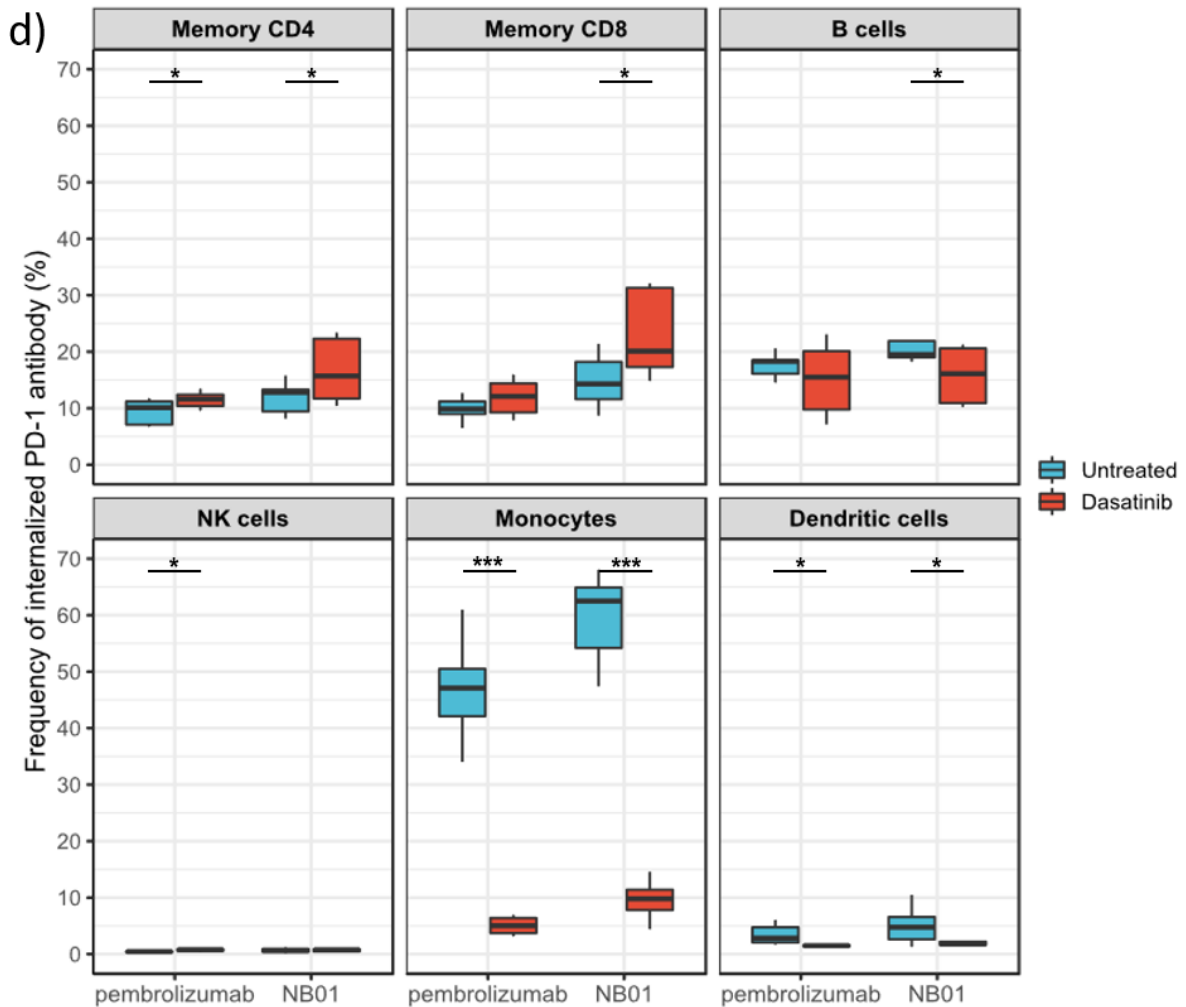 d)
Memory CD4
Memory CD8
B cells
* * * *
70
60
50
40
30
20
10
0
Frequency of internalized PD-1 antibody (%)
Untreated
Dasatinib
NK cells
Monocytes
Dendritic cells
* *** *** * *
70
60
50
40
30
20
10
0
pembrolizumab NB01
pembrolizumab NB01
pembrolizumab NB01